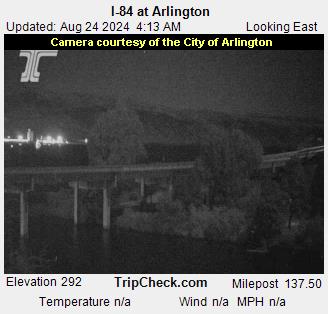 I-84 at Arlington
Updated: Aug 24 2024 4:13 AM Looking East
Camera courtesy of the City of Arlington
Elevation 292 TripCheck.com Milepost 137.50
Temperature n/a Wind n/a MPH n/a